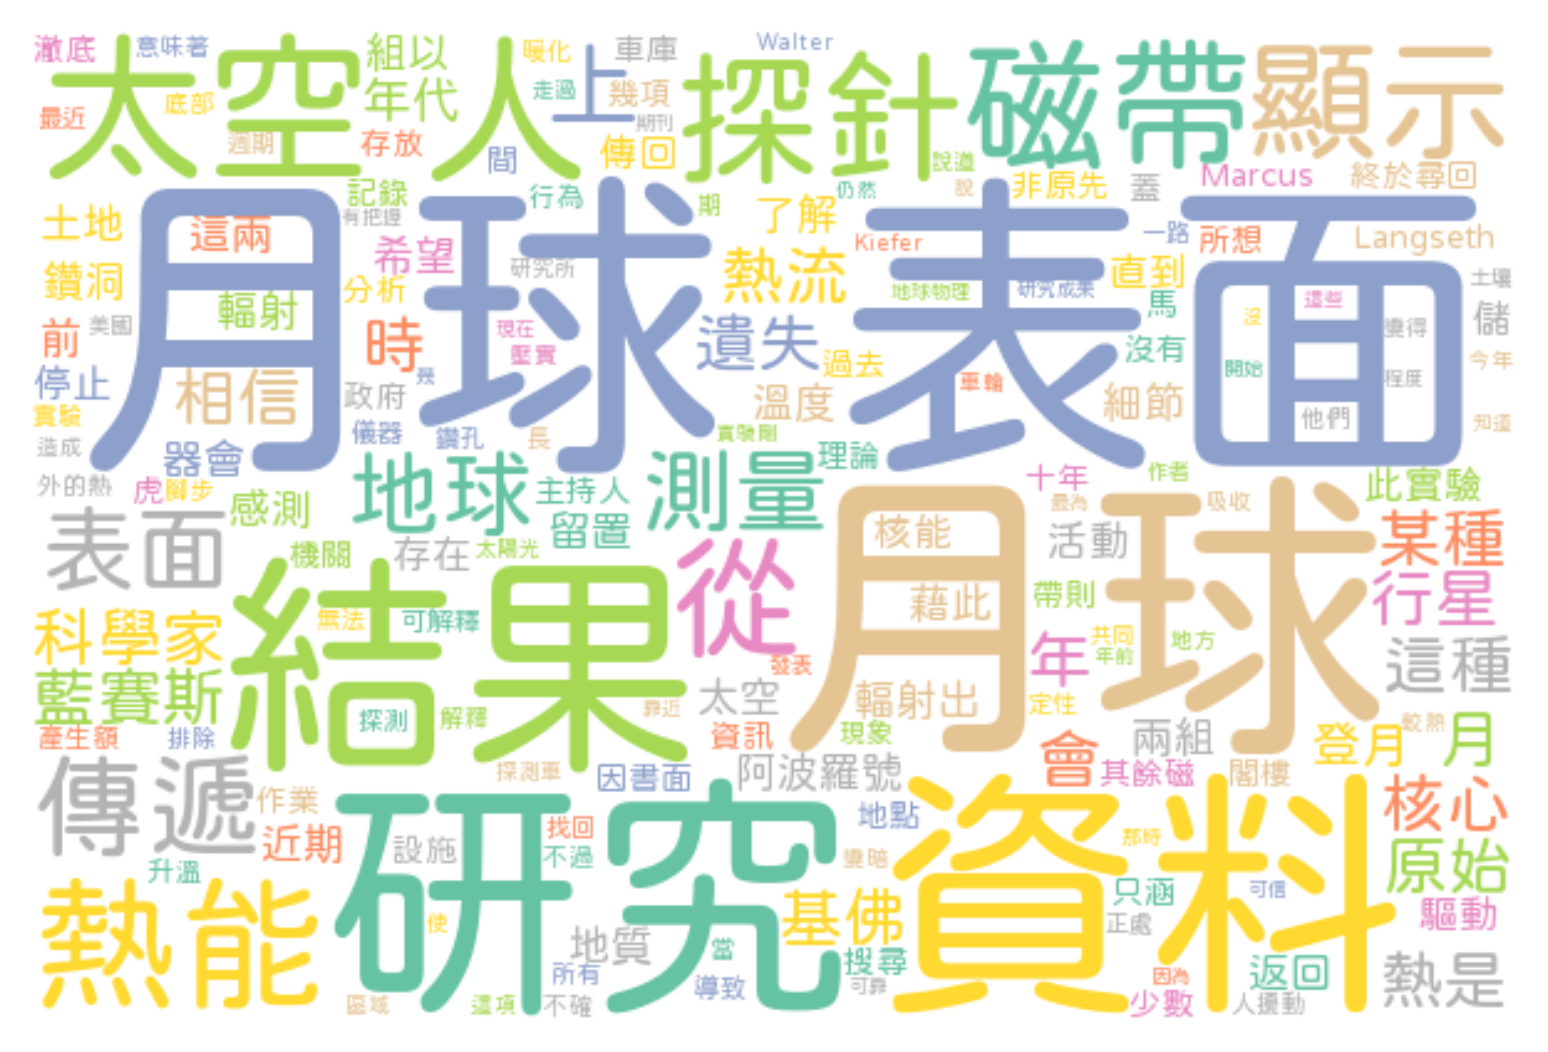 澈底 意味著 組以 暖化 上 車庫 Walter
太空人 探針 磁帶 顯示
年代 走過 幾項
最近 底部 週期 存放 間 傳回 期刊 說道
記錄 行為 說 仍然 非原先 蓋 Marcus 終於尋回
土地 這兩 有把握 希望 期 了解 Kiefer 一路 所想 Langseth
月球表面
鑽洞 輻射 分析 研究所 熱流 地球物理 研究成果 直到 馬 這些 土壤
前 美國 時 現在 壓實 遺失 過去 沒有 沒 變得 儲
停止 相信 政府 幾 溫度 車輪 細節 開始 程度 今年
實驗 造成 器會 儀器 鑽孔 長 實驗剛 他們 知道
外的熱 虎 腳步 感測 地球 主持人 測量 理論 十年 作者 此實驗
表面 機關 存在 太陽光 留置 最為 吸收 活動 某種
結果 從 核能 月球
科學家 無法 可解釋 藉此 帶則 行星
藍賽斯 發表 年 共同 年前 地方 這種
探測 解釋 太空 靠近 輻射出 定性
產生額 排除 資訊 現象 兩組 登月 較熱 月
傳遞 作業 探測車 因書面 阿波羅號 會 其餘磁 閣樓
近期 設施 找回 不過 地點 那時 核心
升溫 研究 變暗 資料 原始
熱能 使 地質 當 基佛 只涵 可信 正處 驅動
所有 導致 搜尋 返回 熱是
區域 這項 不確 可靠 因為 少數 人擾動